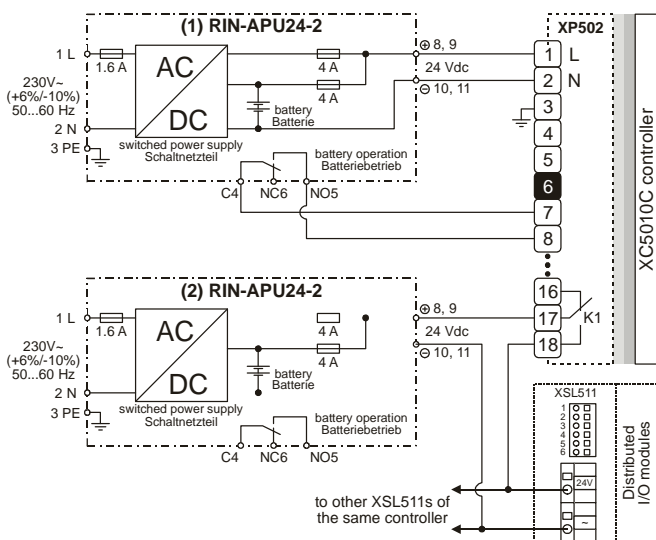 (1) RIN-APU24-2
XP502
1 L
1.6 A
AC
DC
4 A
4 A
⊕ 8, 9
24 Vdc
⊖ 10, 11
230V~
(+6%/-10%)
50...60 Hz
battery
Batterie
2 N
3 PE
switched power supply
Schaltnetzteil
battery operation
Batteriebetrieb
C4
NC6
NO5
1
L
2
N
3
4
5
6
7
8
16
17
18
K1
XC5010C controller
(2) RIN-APU24-2
1 L
1.6 A
AC
DC
4 A
4 A
⊕ 8, 9
24 Vdc
⊖ 10, 11
230V~
(+6%/-10%)
50...60 Hz
battery
Batterie
2 N
3 PE
switched power supply
Schaltnetzteil
battery operation
Batteriebetrieb
C4
NC6
NO5
XSL511
1
2
3
4
5
6
24V
~
Distributed
I/O modules
to other XSL511s of
the same controller